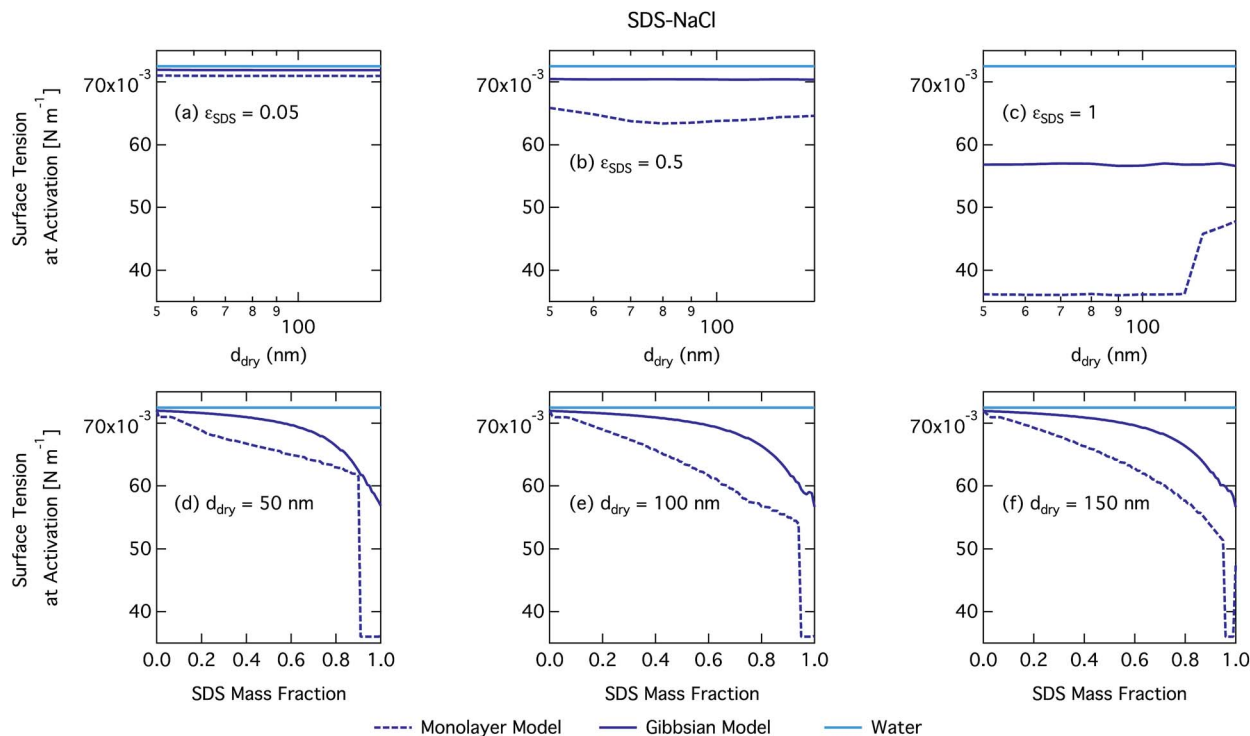 SDS-NaCl
Surface Tension
at Activation [N m⁻¹]
70x10⁻³
60
50
40
(a) ε_SDS = 0.05
5 6 7 8 9 100
d_dry (nm)
70x10⁻³
60
50
40
(b) ε_SDS = 0.5
5 6 7 8 9 100
d_dry (nm)
70x10⁻³
60
50
40
(c) ε_SDS = 1
5 6 7 8 9 100
d_dry (nm)
Surface Tension
at Activation [N m⁻¹]
70x10⁻³
60
50
40
(d) d_dry = 50 nm
0.0 0.2 0.4 0.6 0.8 1.0
SDS Mass Fraction
70x10⁻³
60
50
40
(e) d_dry = 100 nm
0.0 0.2 0.4 0.6 0.8 1.0
SDS Mass Fraction
70x10⁻³
60
50
40
(f) d_dry = 150 nm
0.0 0.2 0.4 0.6 0.8 1.0
SDS Mass Fraction
Monolayer Model Gibbsian Model Water